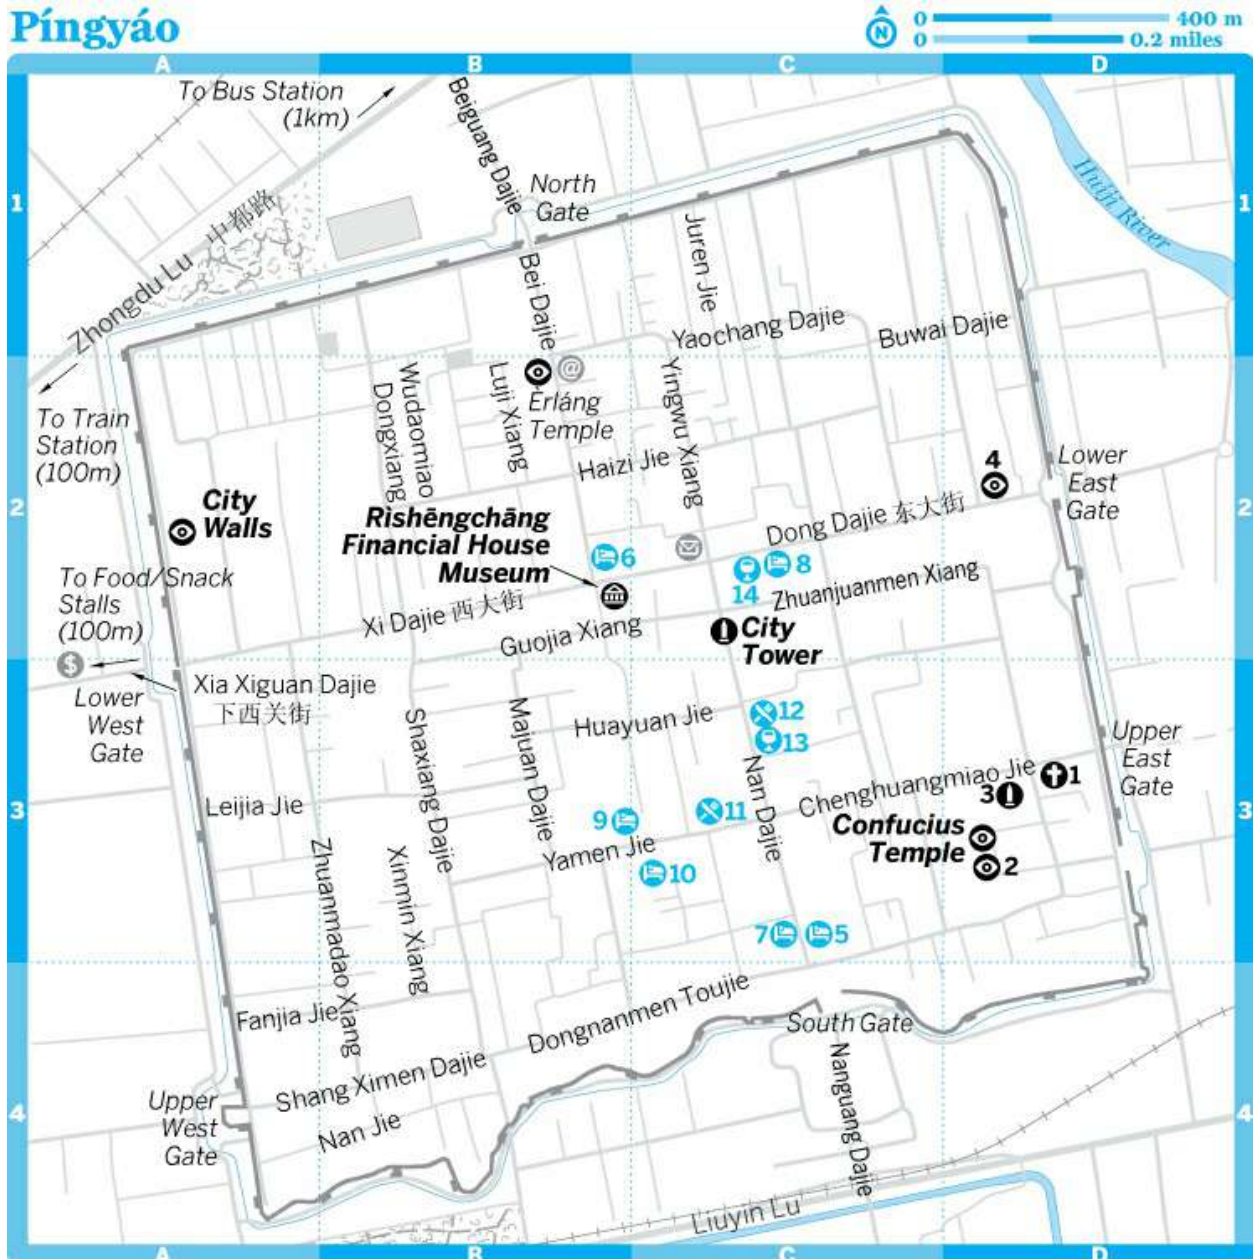 Píngyáo
N
0 400 m
0 0.2 miles
A B C D
To Bus Station
(1km)
Beiguang Dajie
North
Gate
1
1
Huiji River
Zhongdu Lu 中都路
Bei Dajie
Juren Jie
Yaochang Dajie
Buwai Dajie
To Train
Station
(100m)
Wudaomiao
Dongxiang
Luji Xiang
@
Èrláng
Temple
Yingwu Xiang
Haizi Jie
4
Lower
East
Gate
2
2
City
Walls
Rìshēngchāng
Financial House
Museum
6
Dong Dajie 东大街
8
14
Zhuanjuanmen Xiang
To Food/Snack
Stalls
(100m)
$
Xi Dajie 西大街
Guojia Xiang
City
Tower
Lower
West
Gate
Xia Xiguan Dajie
下西关街
Shaxiang Dajie
Majuan Dajie
Huayuan Jie
12
13
Nan Dajie
Upper
East
Gate
Chenghuangmiao Jie
1
3
3
3
Leijia Jie
9
11
Confucius
Temple
2
Yamen Jie
10
Zhuanmadao Xiang
Xinmin Xiang
7
5
Fanjia Jie
Dongnanmen Toujie
South Gate
Shang Ximen Dajie
Nan Jie
Upper
West
Gate
4
4
Nanguang Dajie
Liuyin Lu
A B C D